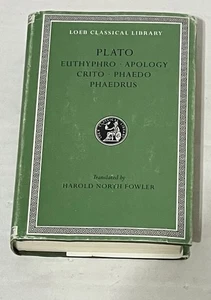 LOEB CLASSICAL LIBRARY
PLATO
EUTHYPHRO · APOLOGY
CRITO · PHAEDO
PHAEDRUS
Translated by
HAROLD NORTH FOWLER